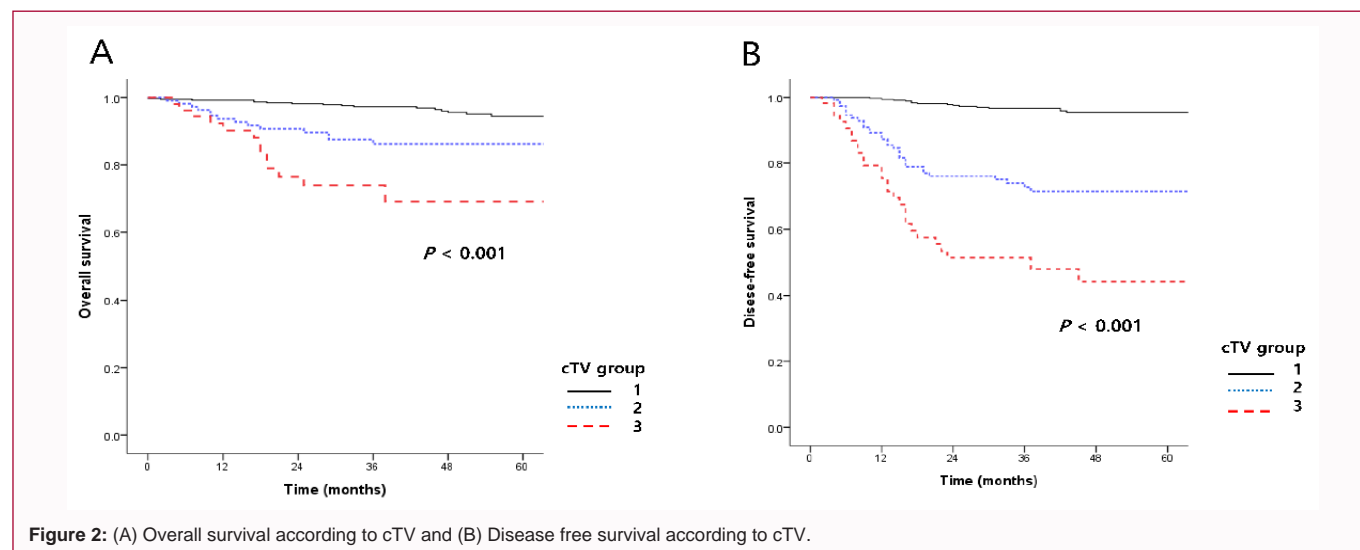 A
Overall survival
1.0
0.8
0.6
0.4
0.2
0.0
P < 0.001
cTV group
1
2
3
0 12 24 36 48 60
Time (months)
B
Disese-free survival
1.0
0.8
0.6
0.4
0.2
0.0
P < 0.001
cTV group
1
2
3
0 12 24 36 48 60
Time (months)
Figure 2: (A) Overall survival according to cTV and (B) Disease free survival according to cTV.